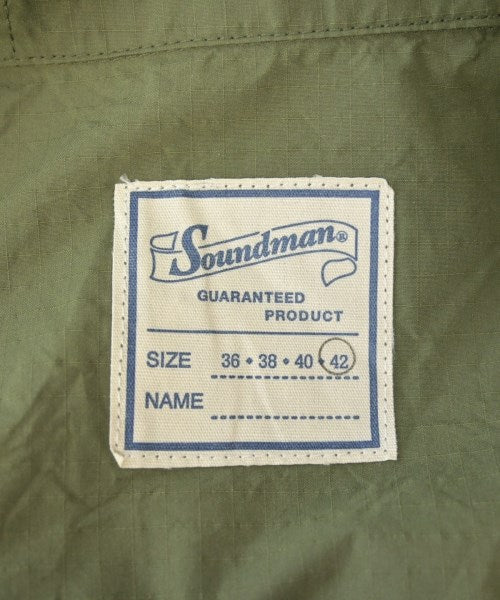 Soundman®
GUARANTEED
PRODUCT
SIZE 36 • 38 • 40 • 42
NAME